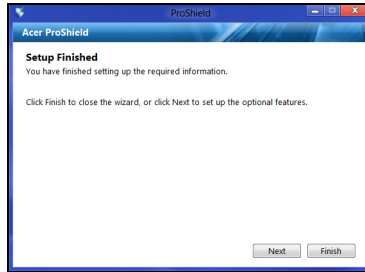 ProShield
Acer ProShield
Setup Finished
You have finished setting up the required information.
Click Finish to close the wizard, or click Next to set up the optional features.
Next
Finish